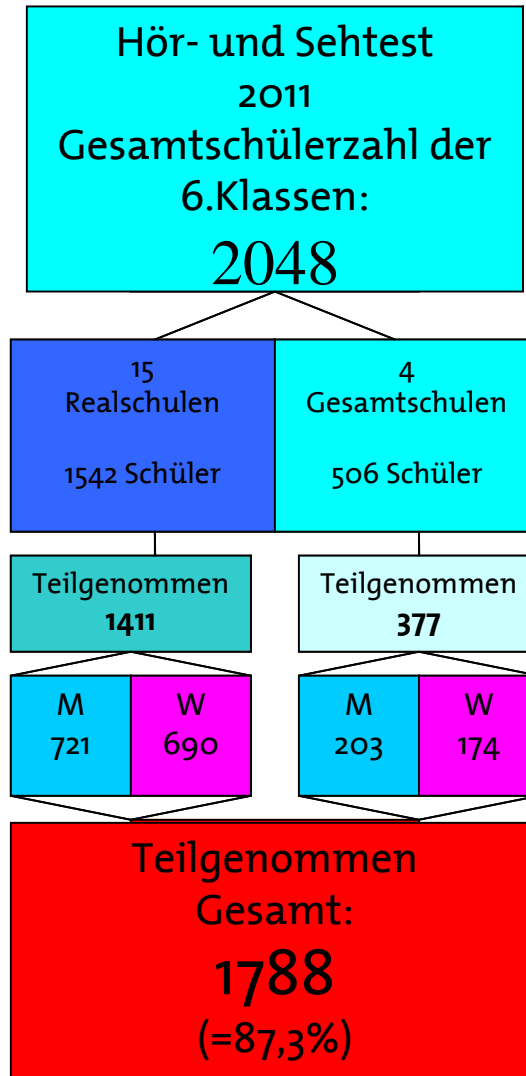 Hör- und Sehtest
2011
Gesamtschülerzahl der
6.Klassen:
2048
15
Realschulen
1542 Schüler
4
Gesamtschulen
506 Schüler
Teilgenommen
1411
Teilgenommen
377
M
721
W
690
M
203
W
174
Teilgenommen
Gesamt:
1788
(=87,3%)